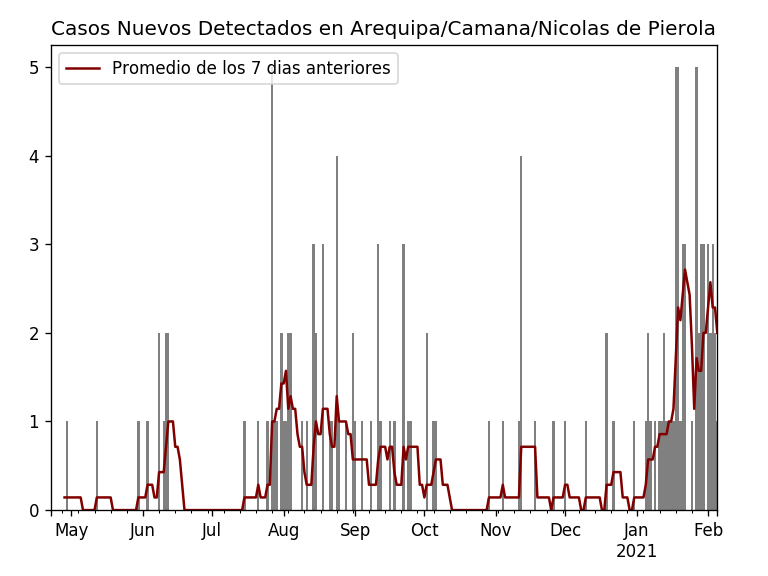 Casos Nuevos Detectados en Arequipa/Camana/Nicolas de Pierola
Promedio de los 7 dias anteriores
5
4
3
2
1
0
May Jun Jul Aug Sep Oct Nov Dec Jan Feb
2021